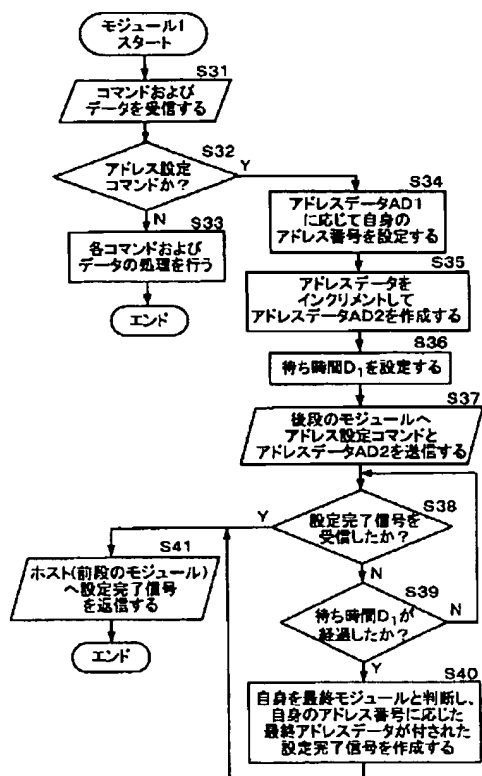 モジュール1
スタート
S31
コマンドおよび
データを受信する
S32
アドレス設定
コマンドか?
Y
N
S33
各コマンドおよび
データの処理を行う
エンド
S34
アドレスデータAD1
に応じて自身の
アドレス番号を設定する
S35
アドレスデータを
インクリメントして
アドレスデータAD2を作成する
S36
待ち時間D₁を設定する
S37
後段のモジュールへ
アドレス設定コマンドと
アドレスデータAD2を送信する
S38
設定完了信号を
受信したか?
Y
N
S41
ホスト(前段のモジュール)
へ設定完了信号
を返信する
エンド
S39
待ち時間D₁が
経過したか?
N
Y
S40
自身を最終モジュールと判断し、
自身のアドレス番号に応じた
最終アドレスデータが付された
設定完了信号を作成する